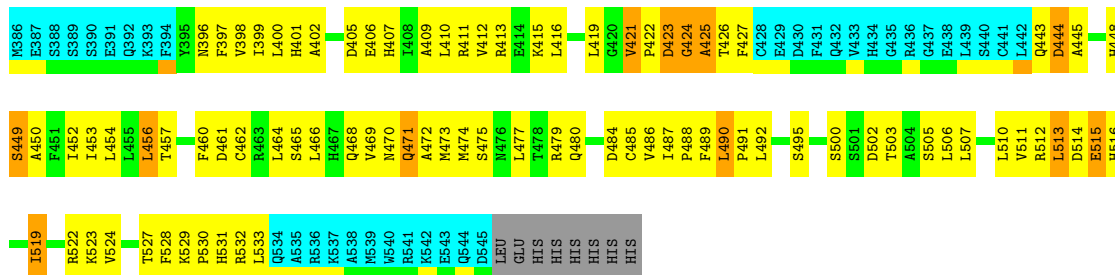 M386 E387 S388 S389 S390 E391 Q392 K393 F394 Y395 N396 F397 V398 I399 L400 H401 A402 D405 E406 H407 I408 A409 L410 R411 V412 R413 E414 K415 L416 L419 G420 V421 P422 D423 G424 A425 T426 F427 C428 E429 D430 F431 Q432 V433 H434 G435 R436 G437 E438 L439 S440 C441 L442 Q443 D444 A445 H448
S449 A450 F451 I452 I453 L454 L455 L456 T457 F460 D461 C462 R463 L464 S465 L466 H467 Q468 V469 N470 Q471 A472 M473 M474 S475 N476 L477 T478 R479 Q480 D484 C485 V486 I487 P488 F489 L490 P491 L492 S495 S500 S501 D502 T503 A504 S505 L506 L507 L510 V511 R512 L513 D514 E515 H516
I519 R522 K523 V524 T527 F528 K529 P530 H531 R532 L533 Q534 A535 R536 K537 A538 M539 W540 R541 K542 E543 Q544 D545 LEU GLU HIS HIS HIS HIS HIS HIS